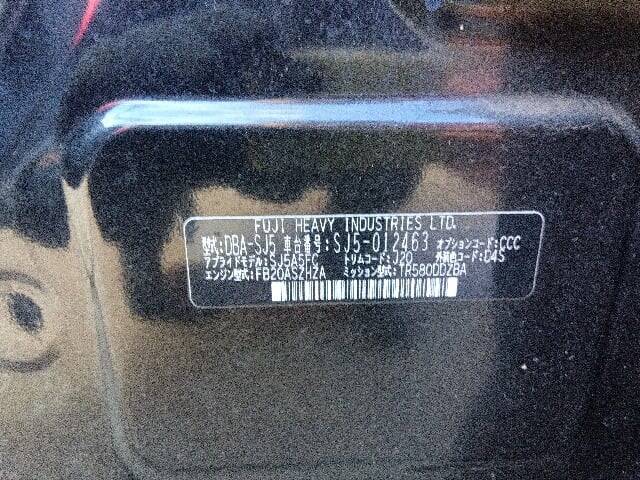 FUJI HEAVY INDUSTRIES LTD.
型式:DBA-SJ5 車台番号:SJ5-012463 オプションコード:CCC
アプライドモデル:SJ5A5FC トリムコード:J20 外装色コード:D4S
エンジン型式:FB20ASZHZA ミッション型式:TR580DDZBA